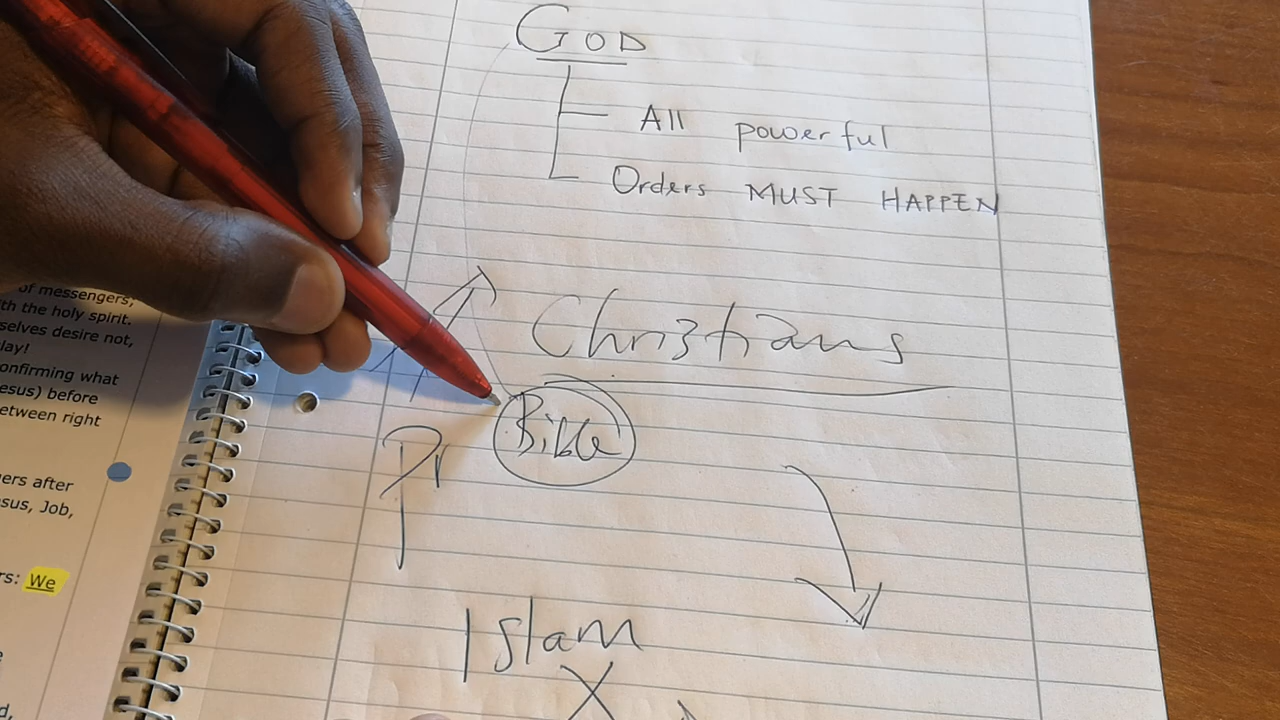 GOD
All powerful
Orders MUST HAPPEN
Christians
Bible
Pr
Islam
X
of messengers,
th the holy spirit.
selves desire not,
lay!
onfirming what
esus) before
etween right
ers after
sus, Job,
rs: We
e
d,